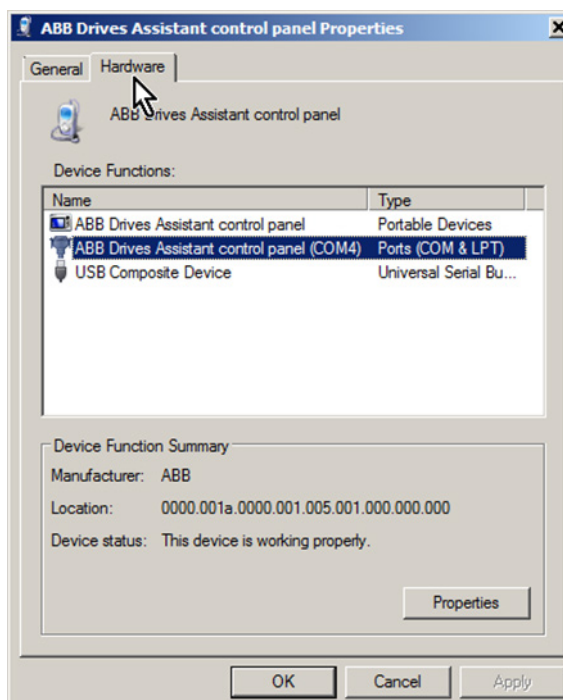 ABB Drives Assistant control panel Properties
General Hardware
ABB Drives Assistant control panel
Device Functions:
Name Type
ABB Drives Assistant control panel Portable Devices
ABB Drives Assistant control panel (COM4) Ports (COM & LPT)
USB Composite Device Universal Serial Bu...
Device Function Summary
Manufacturer: ABB
Location: 0000.001a.0000.001.005.001.000.000.000
Device status: This device is working properly.
Properties
OK Cancel Apply